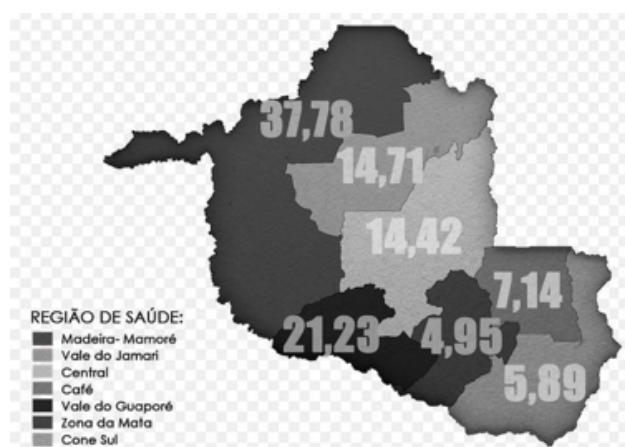 37,78
14,71
14,42
7,14
21,23
4,95
5,89
REGIÃO DE SAÚDE:
Madeira- Mamoré
Vale do Jamari
Central
Café
Vale do Guaporé
Zona da Mata
Cone Sul